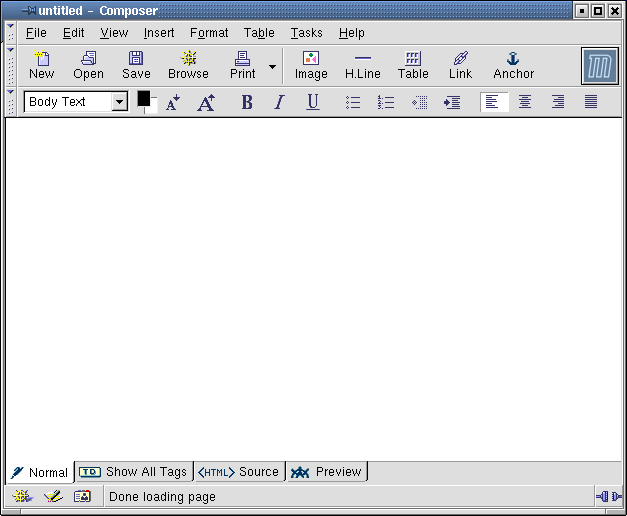 untitled - Composer
File Edit View Insert Format Table Tasks Help
New Open Save Browse Print Image H.Line Table Link Anchor
Body Text A A B I U
Normal TD Show All Tags <HTML> Source Preview
Done loading page